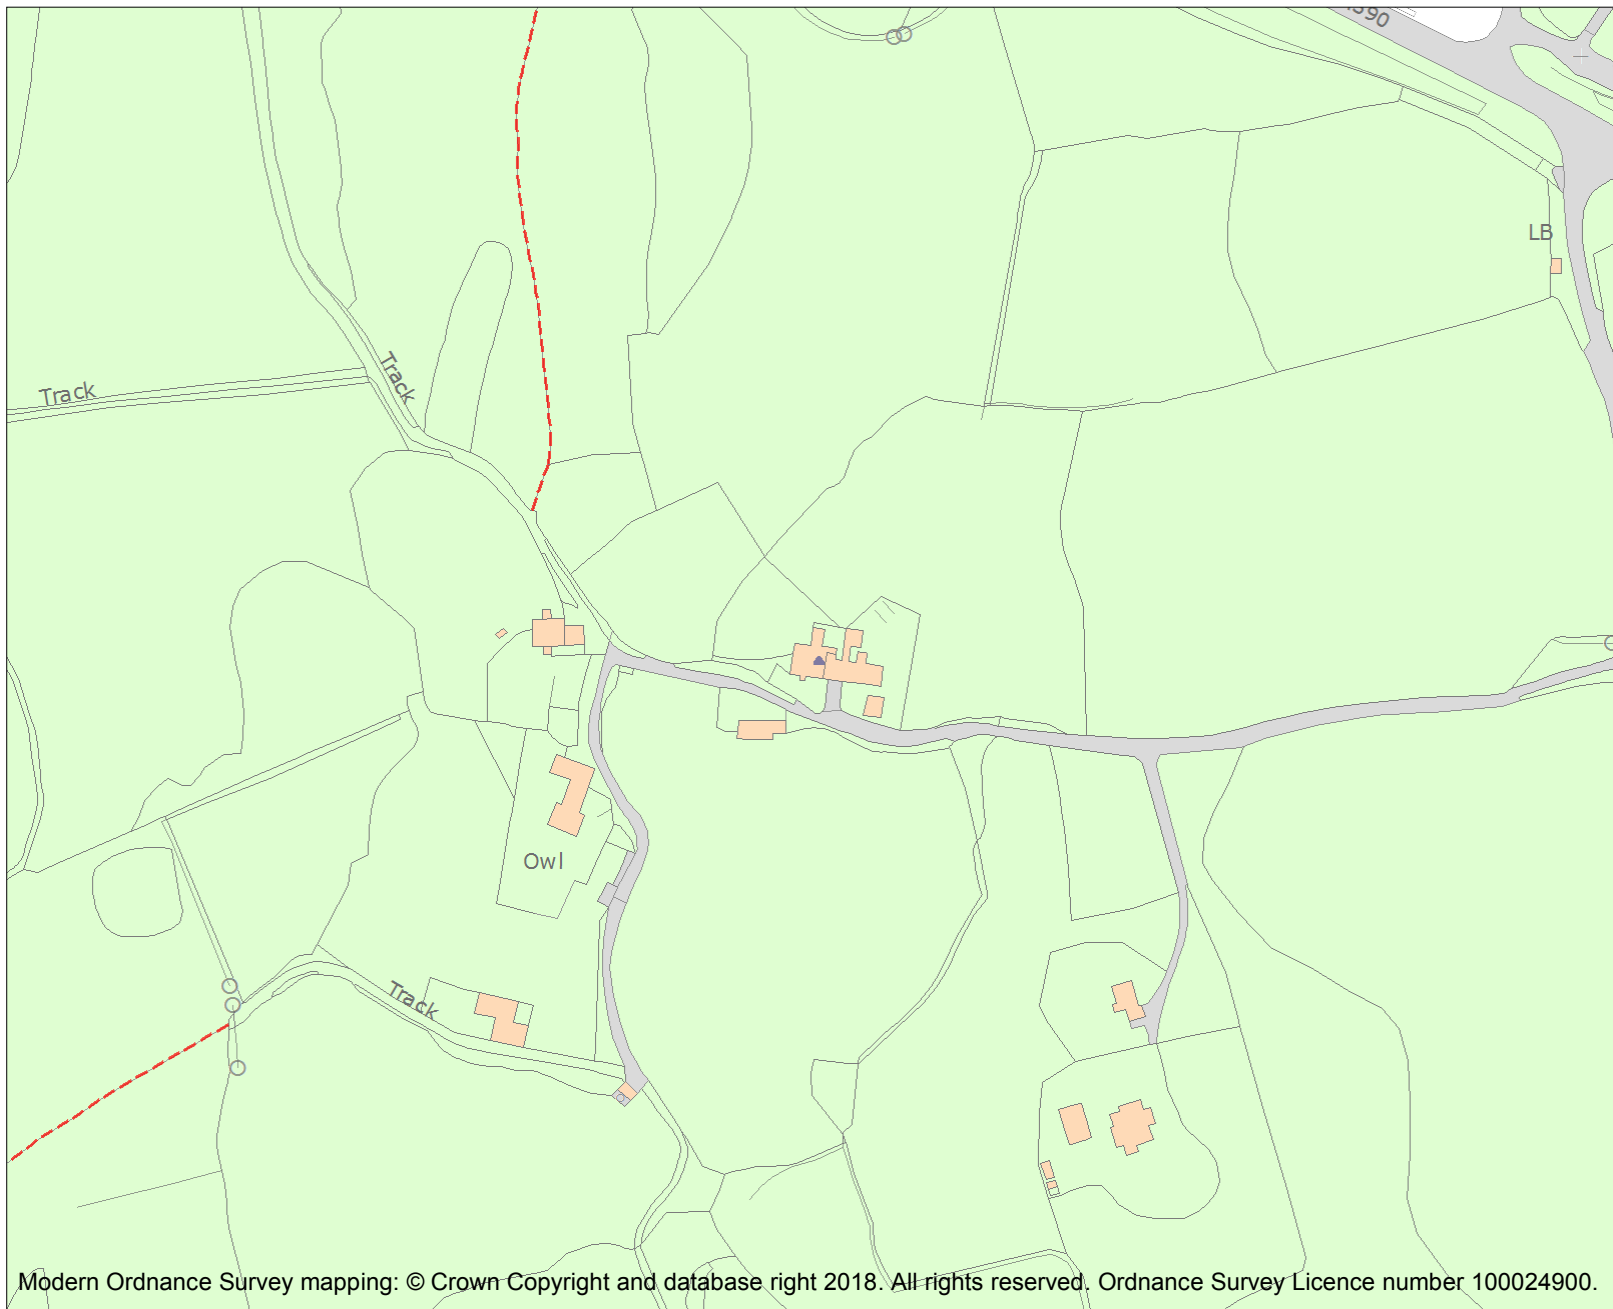 LB
Track
Track
Owl
Track
Modern Ordnance Survey mapping: © Crown Copyright and database right 2018. All rights reserved. Ordnance Survey Licence number 100024900.